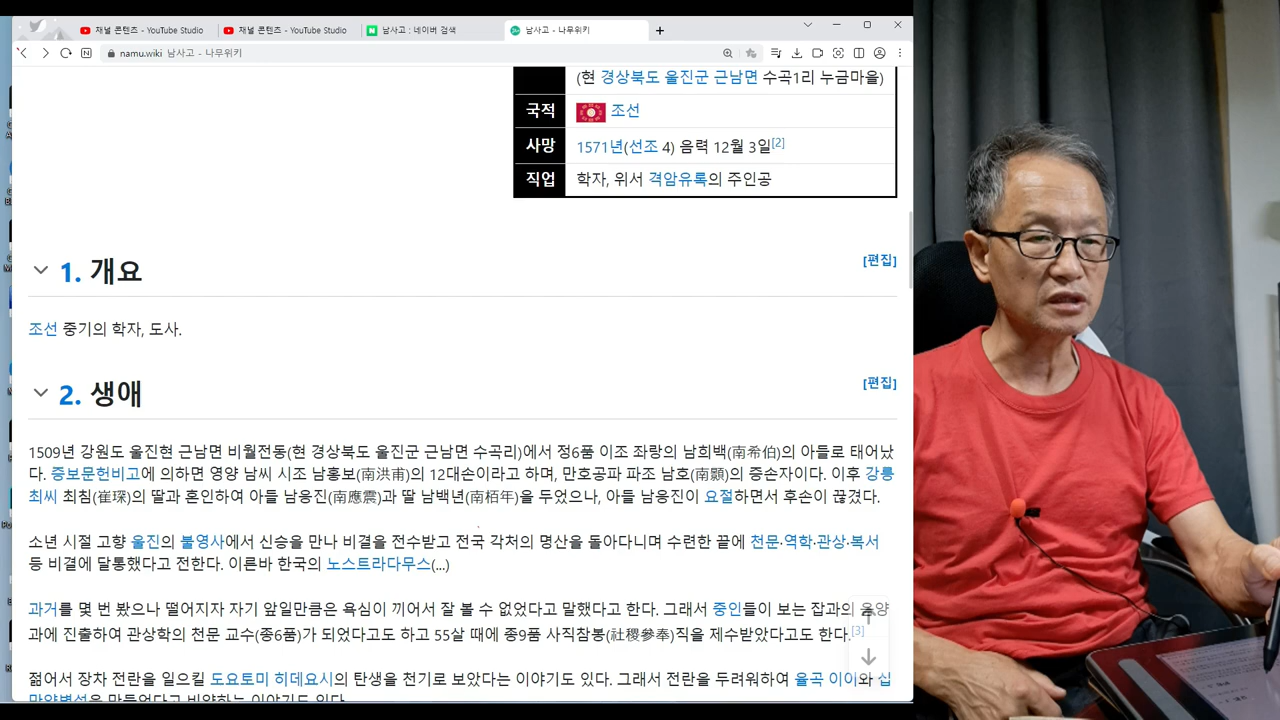 채널 콘텐츠 - YouTube Studio
채널 콘텐츠 - YouTube Studio
남사고 : 네이버 검색
남사고 - 나무위키
namu.wiki 남사고 - 나무위키
(현 경상북도 울진군 근남면 수곡1리 누금마을)
국적 조선
사망 1571년(선조 4) 음력 12월 3일[2]
직업 학자, 위서 격암유록의 주인공
1. 개요 [편집]
조선 중기의 학자, 도사.
2. 생애 [편집]
1509년 강원도 울진현 근남면 비월전동(현 경상북도 울진군 근남면 수곡리)에서 정6품 이조 좌랑의 남희백(南希伯)의 아들로 태어났
다. 증보문헌비고에 의하면 영양 남씨 시조 남홍보(南洪甫)의 12대손이라고 하며, 만호공파 파조 남호(南顥)의 중손자이다. 이후 강릉
최씨 최침(崔琛)의 딸과 혼인하여 아들 남응진(南應震)과 딸 남백년(南栢年)을 두었으나, 아들 남응진이 요절하면서 후손이 끊겼다.
소년 시절 고향 울진의 불영사에서 신승을 만나 비결을 전수받고 전국 각처의 명산을 돌아다니며 수련한 끝에 천문·역학·관상·복서
등 비결에 달통했다고 전한다. 이른바 한국의 노스트라다무스(...)
과거를 몇 번 봤으나 떨어지자 자기 앞일만큼은 욕심이 끼어서 잘 볼 수 없었다고 말했다고 한다. 그래서 중인들이 보는 잡과의 음양
과에 진출하여 관상학의 천문 교수(종6품)가 되었다고도 하고 55살 때에 종9품 사직참봉(社稷參奉)직을 제수받았다고도 한다.[3]
젊어서 장차 전란을 일으킬 도요토미 히데요시의 탄생을 천기로 보았다는 이야기도 있다. 그래서 전란을 두려워하여 율곡 이이와 십
만양병설을 만들었다고 비약하는 이야기도 있다.